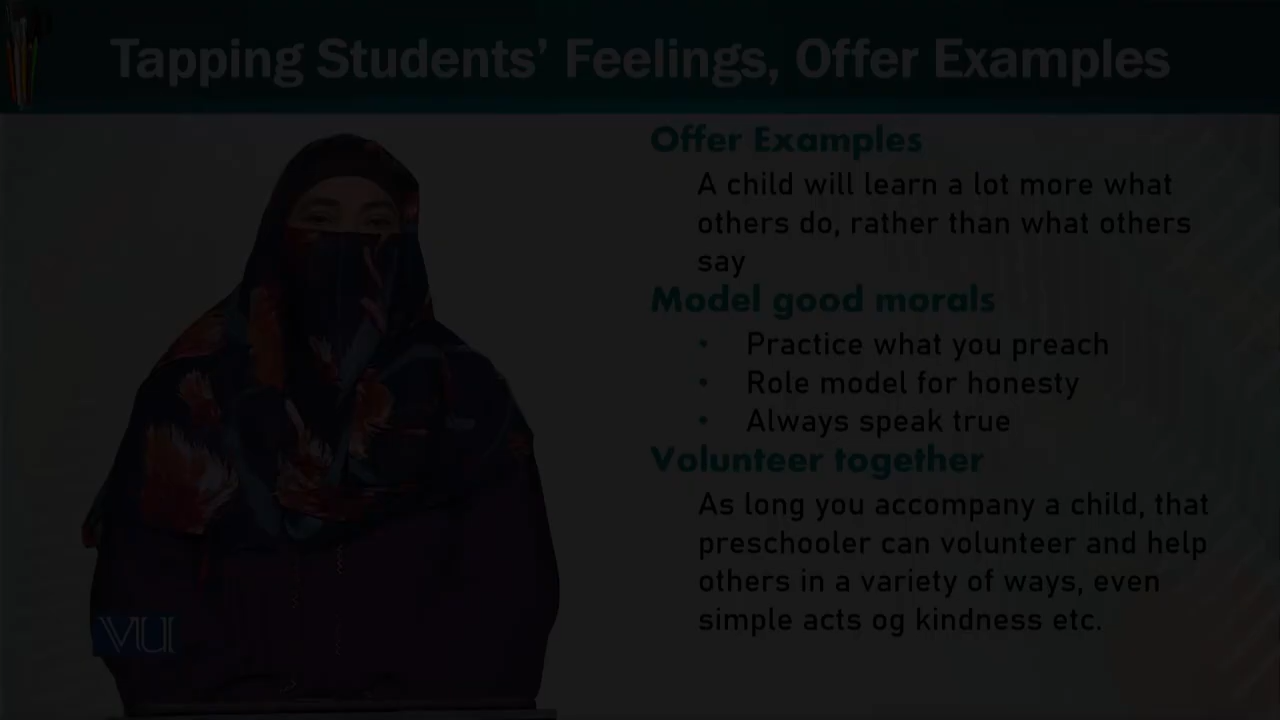 Tapping Students’ Feelings, Offer Examples
Offer Examples
A child will learn a lot more what
others do, rather than what others
say
Model good morals
• Practice what you preach
• Role model for honesty
• Always speak true
Volunteer together
As long you accompany a child, that
preschooler can volunteer and help
others in a variety of ways, even
simple acts og kindness etc.
VU